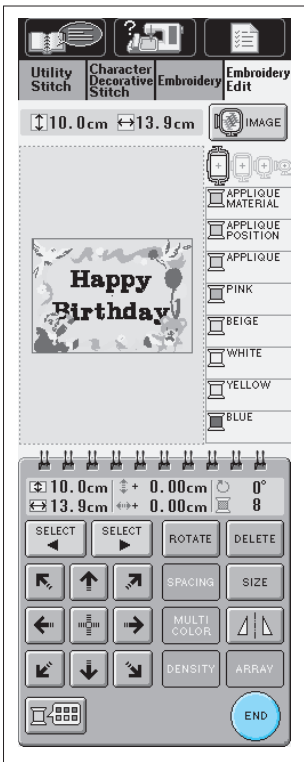 Utility
Stitch
Character
Decorative
Stitch
Embroidery
Embroidery
Edit
10.0cm 13.9cm
IMAGE
APPLIQUE
MATERIAL
APPLIQUE
POSITION
APPLIQUE
PINK
BEIGE
WHITE
YELLOW
BLUE
Happy
Birthday
10.0cm + 0.00cm 0°
13.9cm + 0.00cm 8
SELECT
SELECT
ROTATE
DELETE
SPACING
SIZE
MULTI
COLOR
DENSITY
ARRAY
END